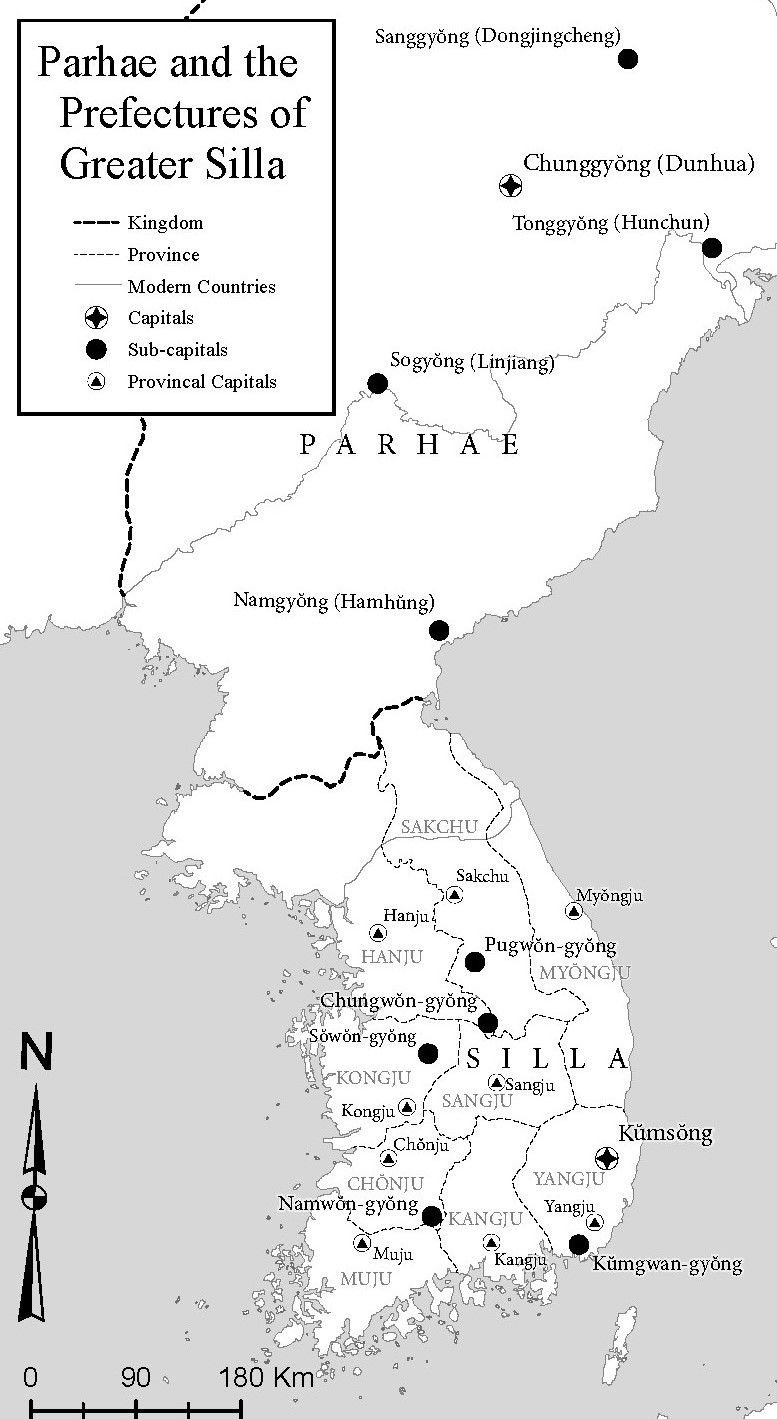 Parhae and the
Prefectures of
Greater Silla
Kingdom
Province
Modern Countries
Capitals
Sub-capitals
Provincal Capitals
Sanggyŏng (Dongjingcheng)
Chunggyŏng (Dunhua)
Tonggyŏng (Hunchun)
Sogyŏng (Linjiang)
PARHAE
Namgyŏng (Hamhŭng)
SAKCHU
Sakchu
Myŏngju
Hanju
HANJU
Pugwŏn-gyŏng
MYŎNGJU
Chungwŏn-gyŏng
Sŏwŏn-gyŏng
SILLA
KONGJU
Sangju
SANGJU
Kongju
Kŭmsŏng
Chŏnju
CHŎNJU
YANGJU
Namwŏn-gyŏng
KANGJU
Yangju
Muju
Kangju
Kŭmgwan-gyŏng
MUJU
N
0 90 180 Km